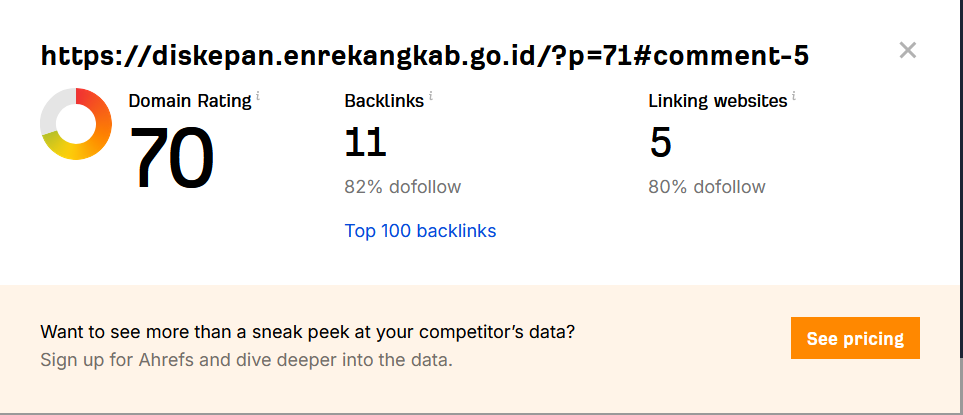 https://diskepan.enrekangkab.go.id/?p=71#comment-5
Domain Rating i
70
Backlinks i
11
82% dofollow
Top 100 backlinks
Linking websites i
5
80% dofollow
Want to see more than a sneak peek at your competitor’s data?
Sign up for Ahrefs and dive deeper into the data.
See pricing